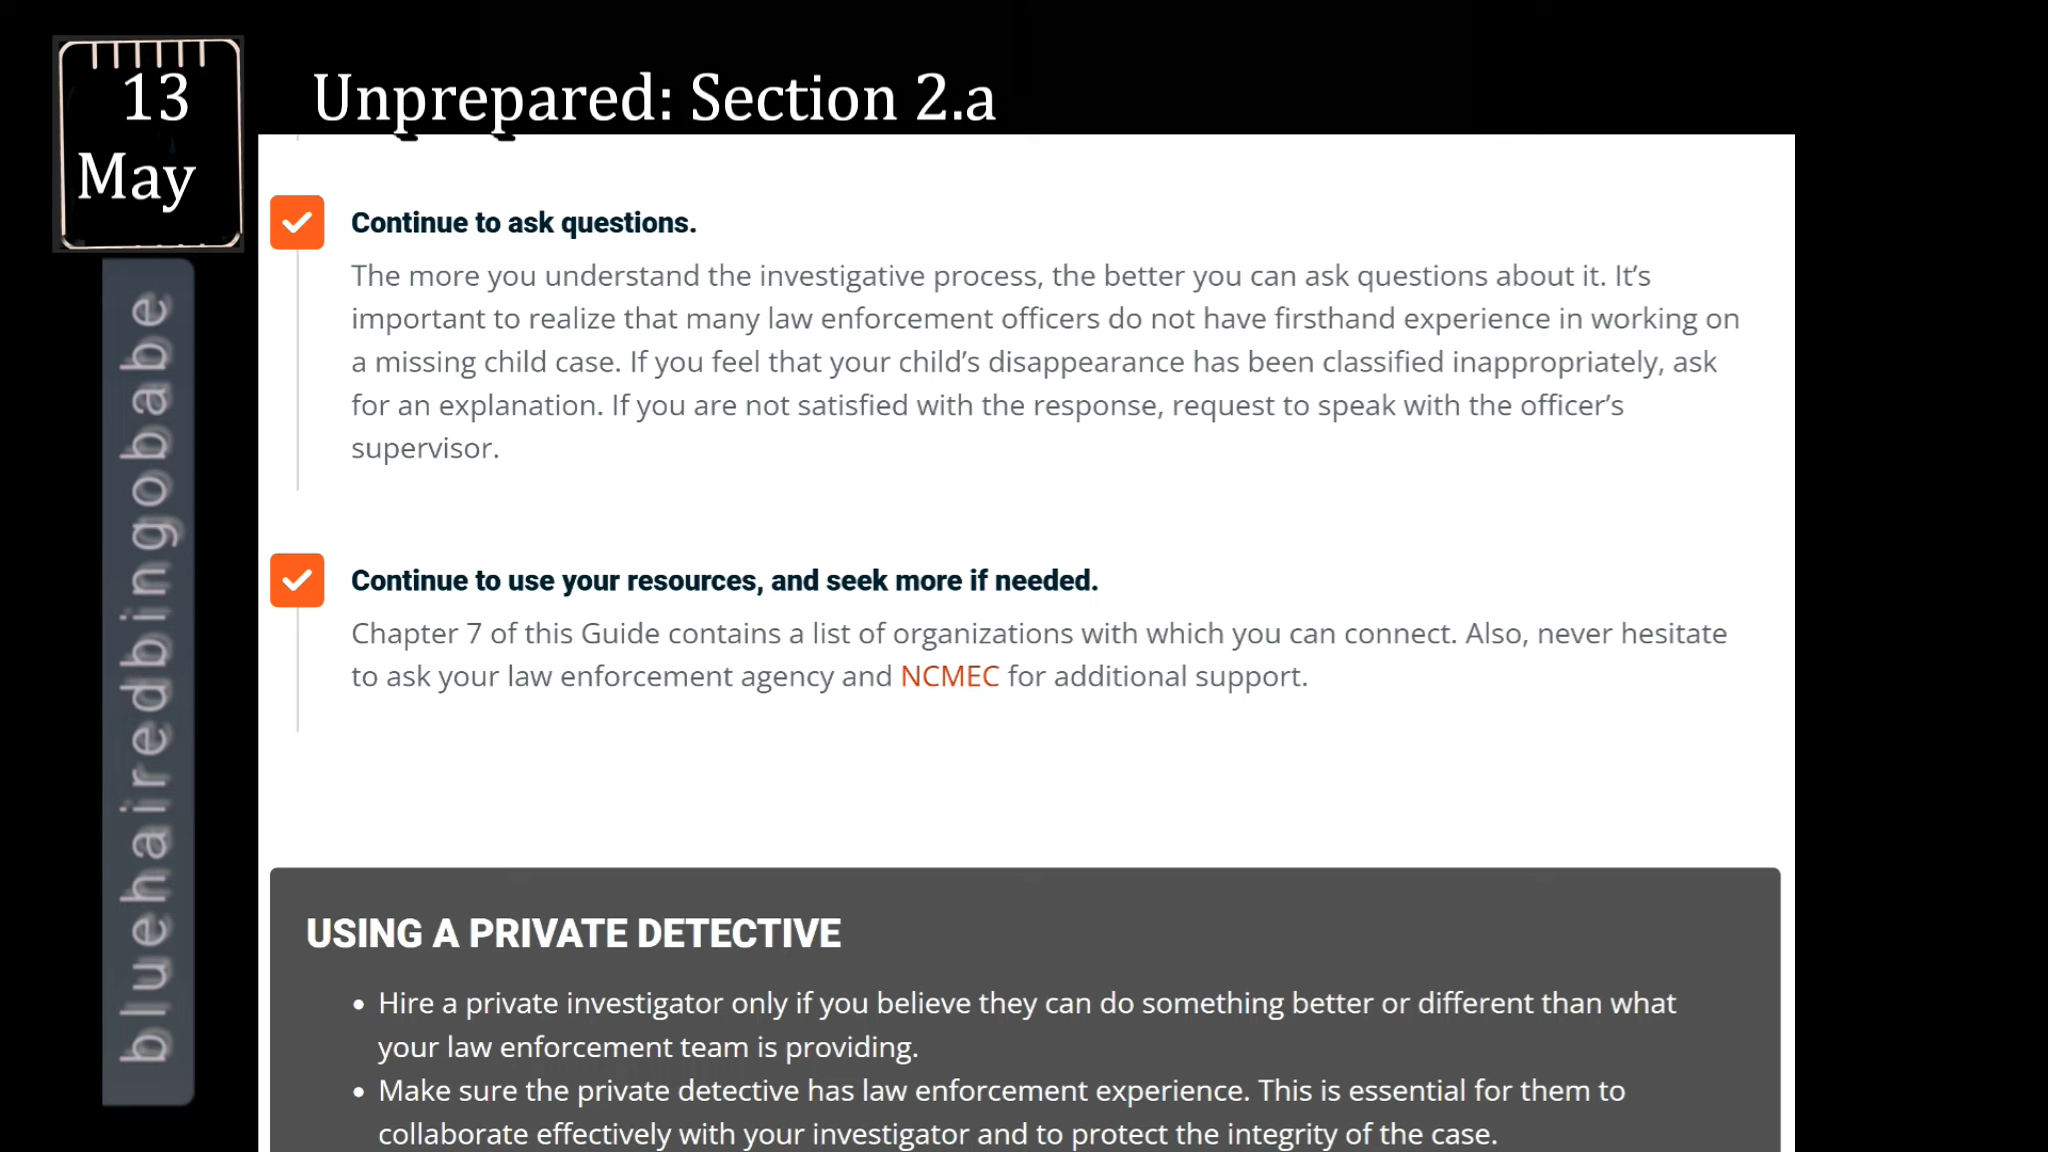 13
May
Unprepared: Section 2.a
bluehairedbingobabe
Continue to ask questions.
The more you understand the investigative process, the better you can ask questions about it. It’s
important to realize that many law enforcement officers do not have firsthand experience in working on
a missing child case. If you feel that your child’s disappearance has been classified inappropriately, ask
for an explanation. If you are not satisfied with the response, request to speak with the officer’s
supervisor.
Continue to use your resources, and seek more if needed.
Chapter 7 of this Guide contains a list of organizations with which you can connect. Also, never hesitate
to ask your law enforcement agency and NCMEC for additional support.
USING A PRIVATE DETECTIVE
• Hire a private investigator only if you believe they can do something better or different than what
your law enforcement team is providing.
• Make sure the private detective has law enforcement experience. This is essential for them to
collaborate effectively with your investigator and to protect the integrity of the case.